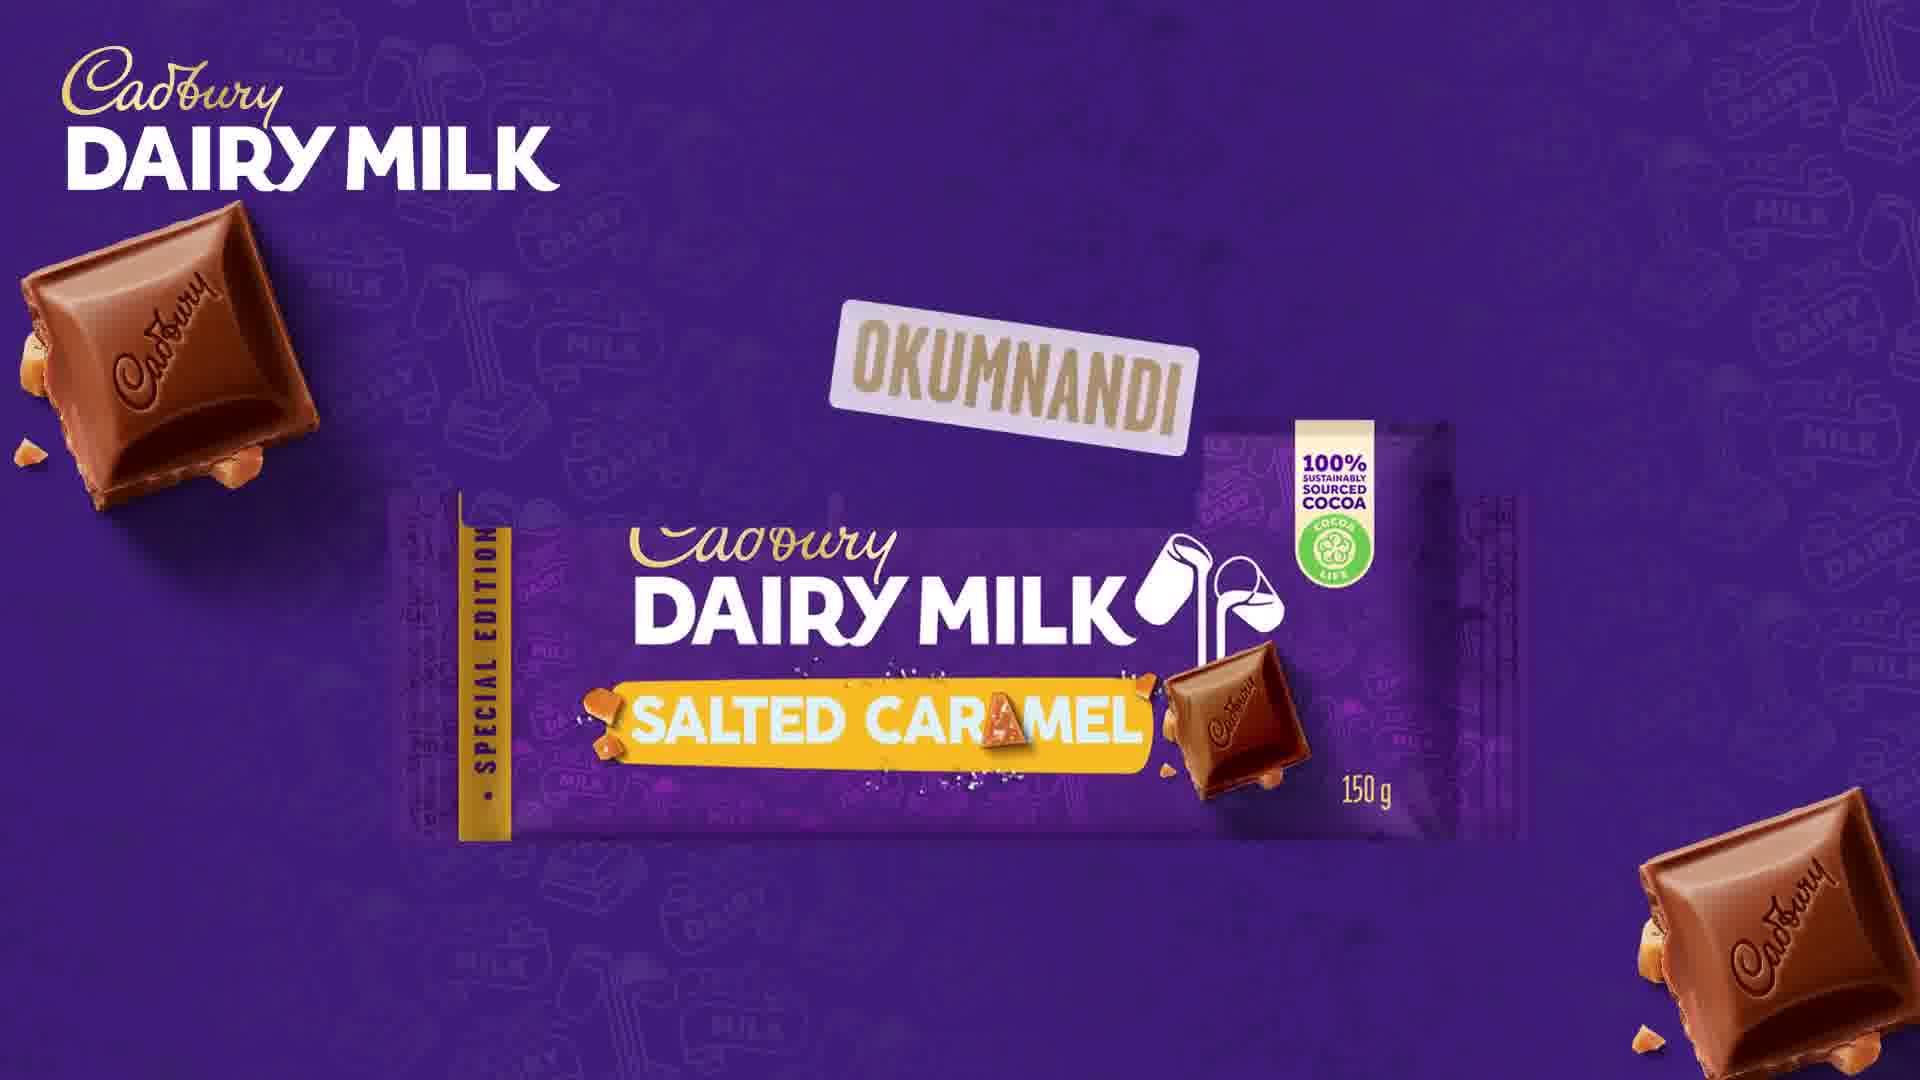 Cadbury
DAIRY MILK
Cadbury
OKUMNANDI
100%
SUSTAINABLY
SOURCED
COCOA
COCOA
LIFE
• SPECIAL EDITION
Cadbury
DAIRY MILK
SALTED CARAMEL
Cadbury
150 g
Cadbury